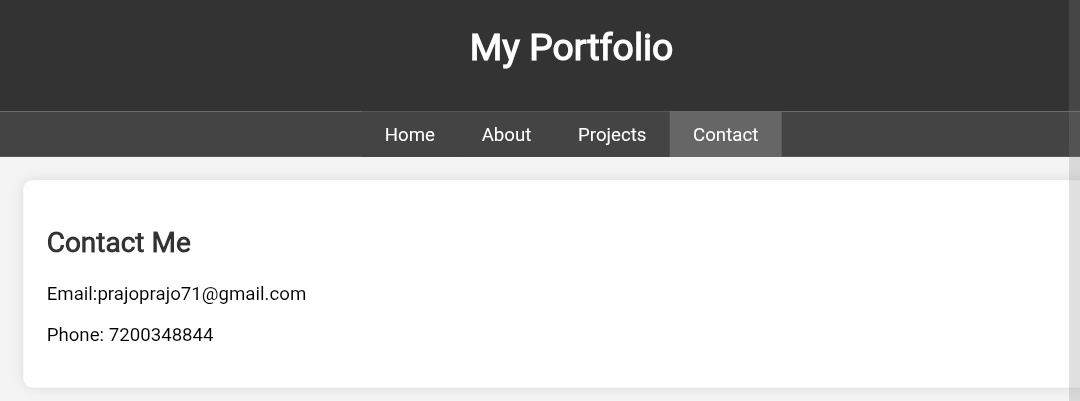 My Portfolio
Home About Projects Contact
Contact Me
Email:prajoprajo71@gmail.com
Phone: 7200348844